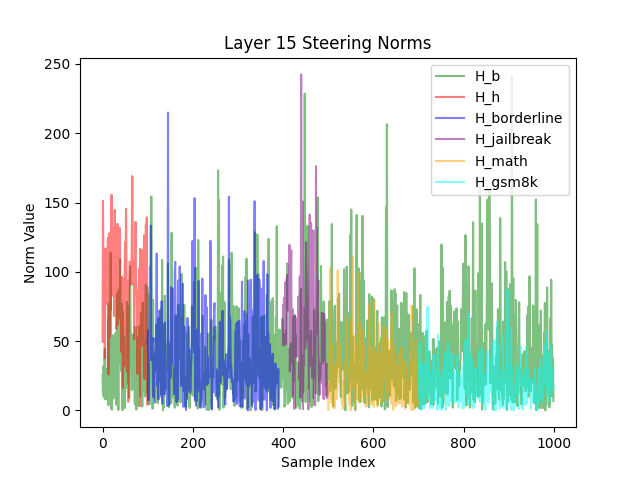 Layer 15 Steering Norms
Norm Value
250
200
150
100
50
0
H_b
H_h
H_borderline
H_jailbreak
H_math
H_gsm8k
0 200 400 600 800 1000
Sample Index